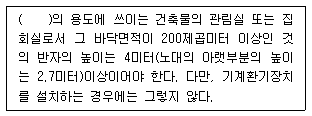 (    )의 용도에 쓰이는 건축물의 관림실 또는 집
회실로서 그 바닥면적이 200제곱미터 이상인 것
의 반자의 높이는 4미터(노대의 아랫부분의 높이
는 2.7미터)이상이어야 한다. 다만, 기계환기장치
를 설치하는 경우에는 그렇지 않다.